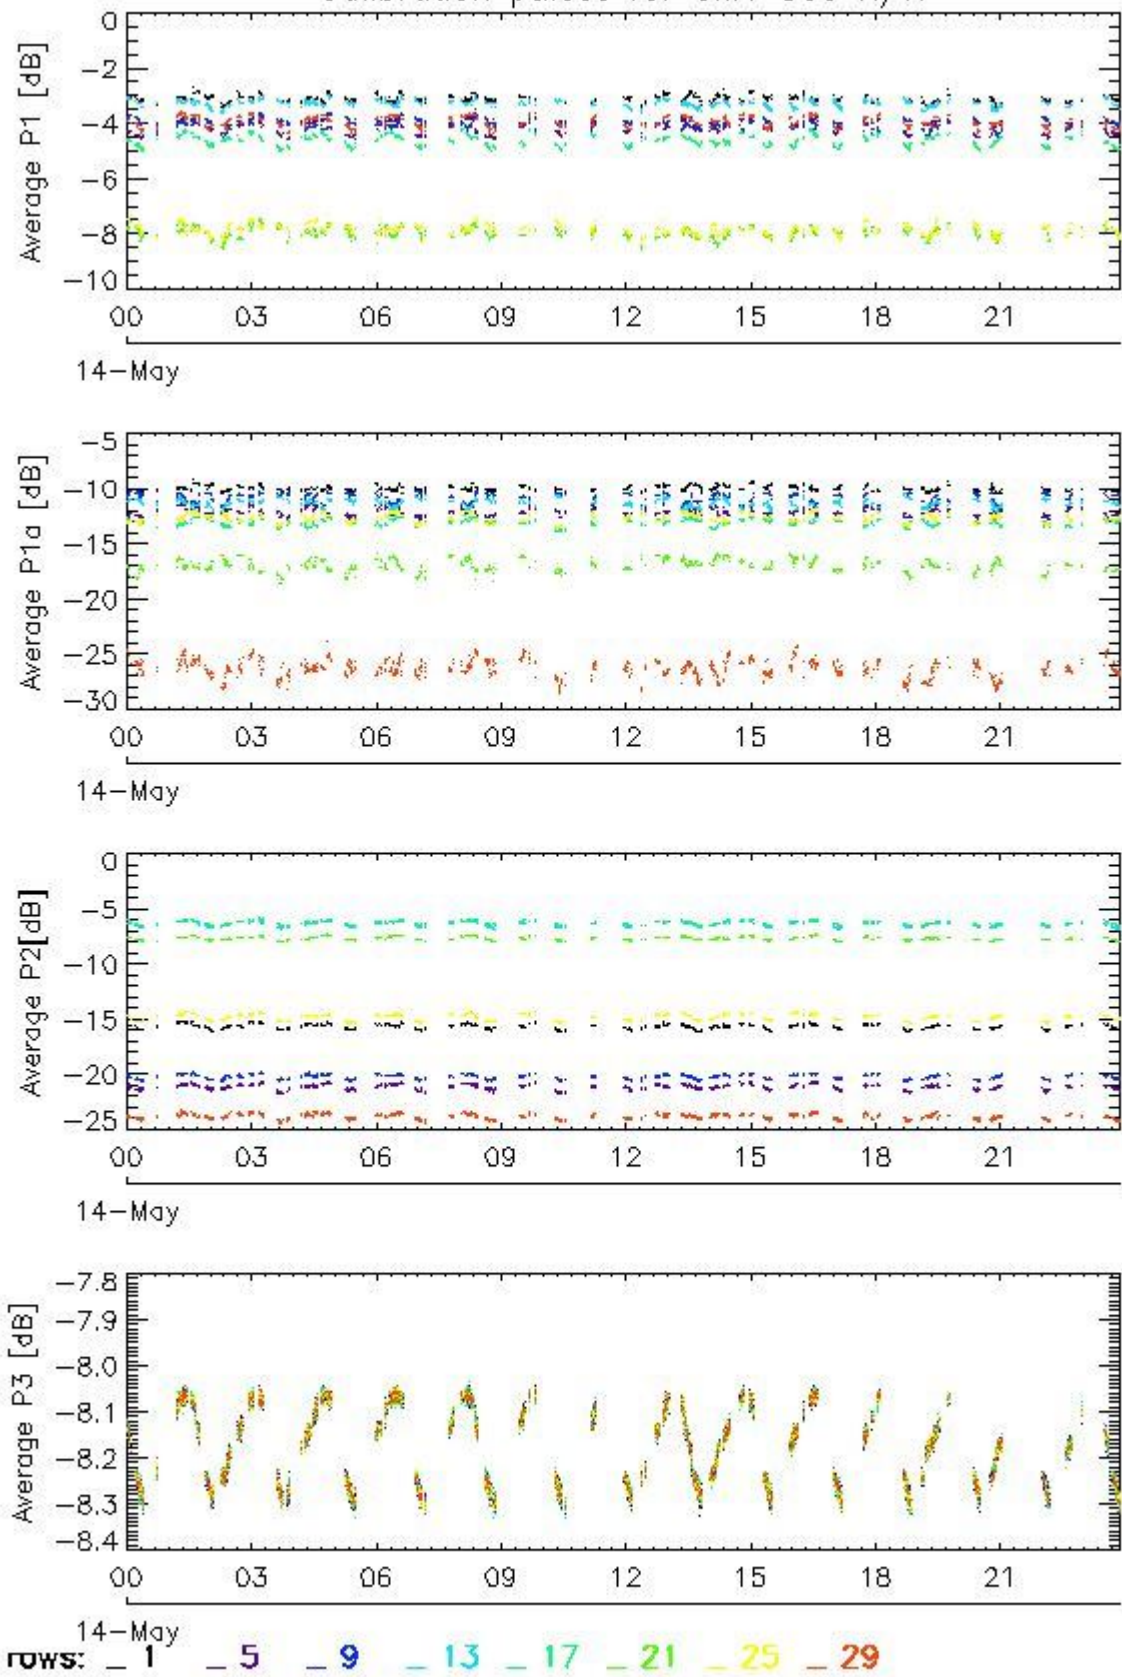 0
−2
−4
−6
−8
−10
Average P1 [dB]
00 03 06 09 12 15 18 21
14−May
−5
−10
−15
−20
−25
−30
Average P1a [dB]
00 03 06 09 12 15 18 21
14−May
0
−5
−10
−15
−20
−25
Average P2[dB]
00 03 06 09 12 15 18 21
14−May
−7.8
−7.9
−8.0
−8.1
−8.2
−8.3
−8.4
Average P3 [dB]
00 03 06 09 12 15 18 21
14−May
rows: _ 1 _ 5 _ 9 _ 13 _ 17 _ 21 _ 25 _ 29